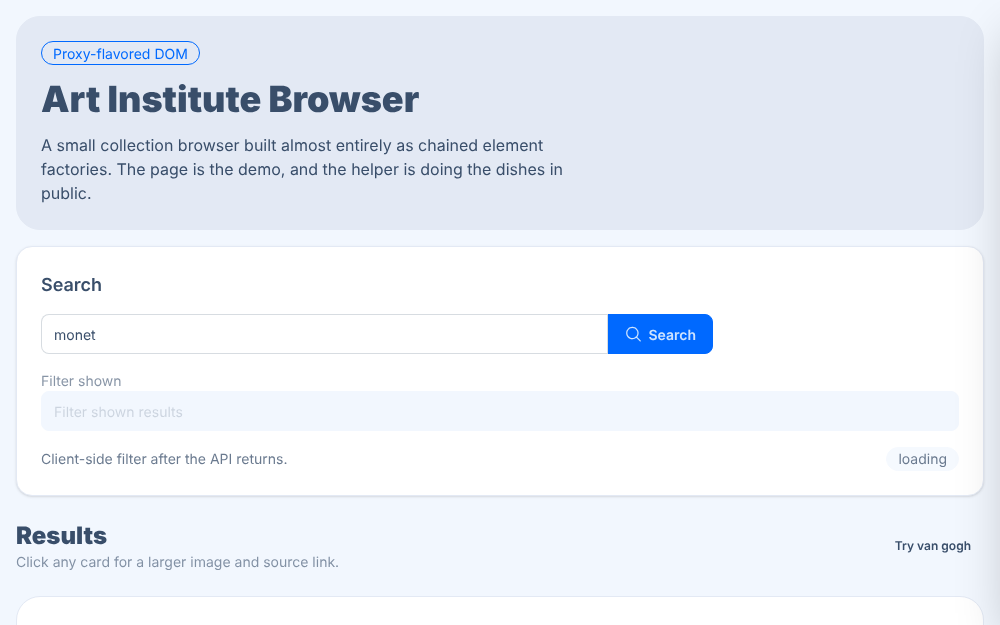 Proxy-flavored DOM
Art Institute Browser
A small collection browser built almost entirely as chained element
factories. The page is the demo, and the helper is doing the dishes in
public.
Search
monet
Search
Filter shown
Filter shown results
Client-side filter after the API returns.
loading
Results
Click any card for a larger image and source link.
Try van gogh